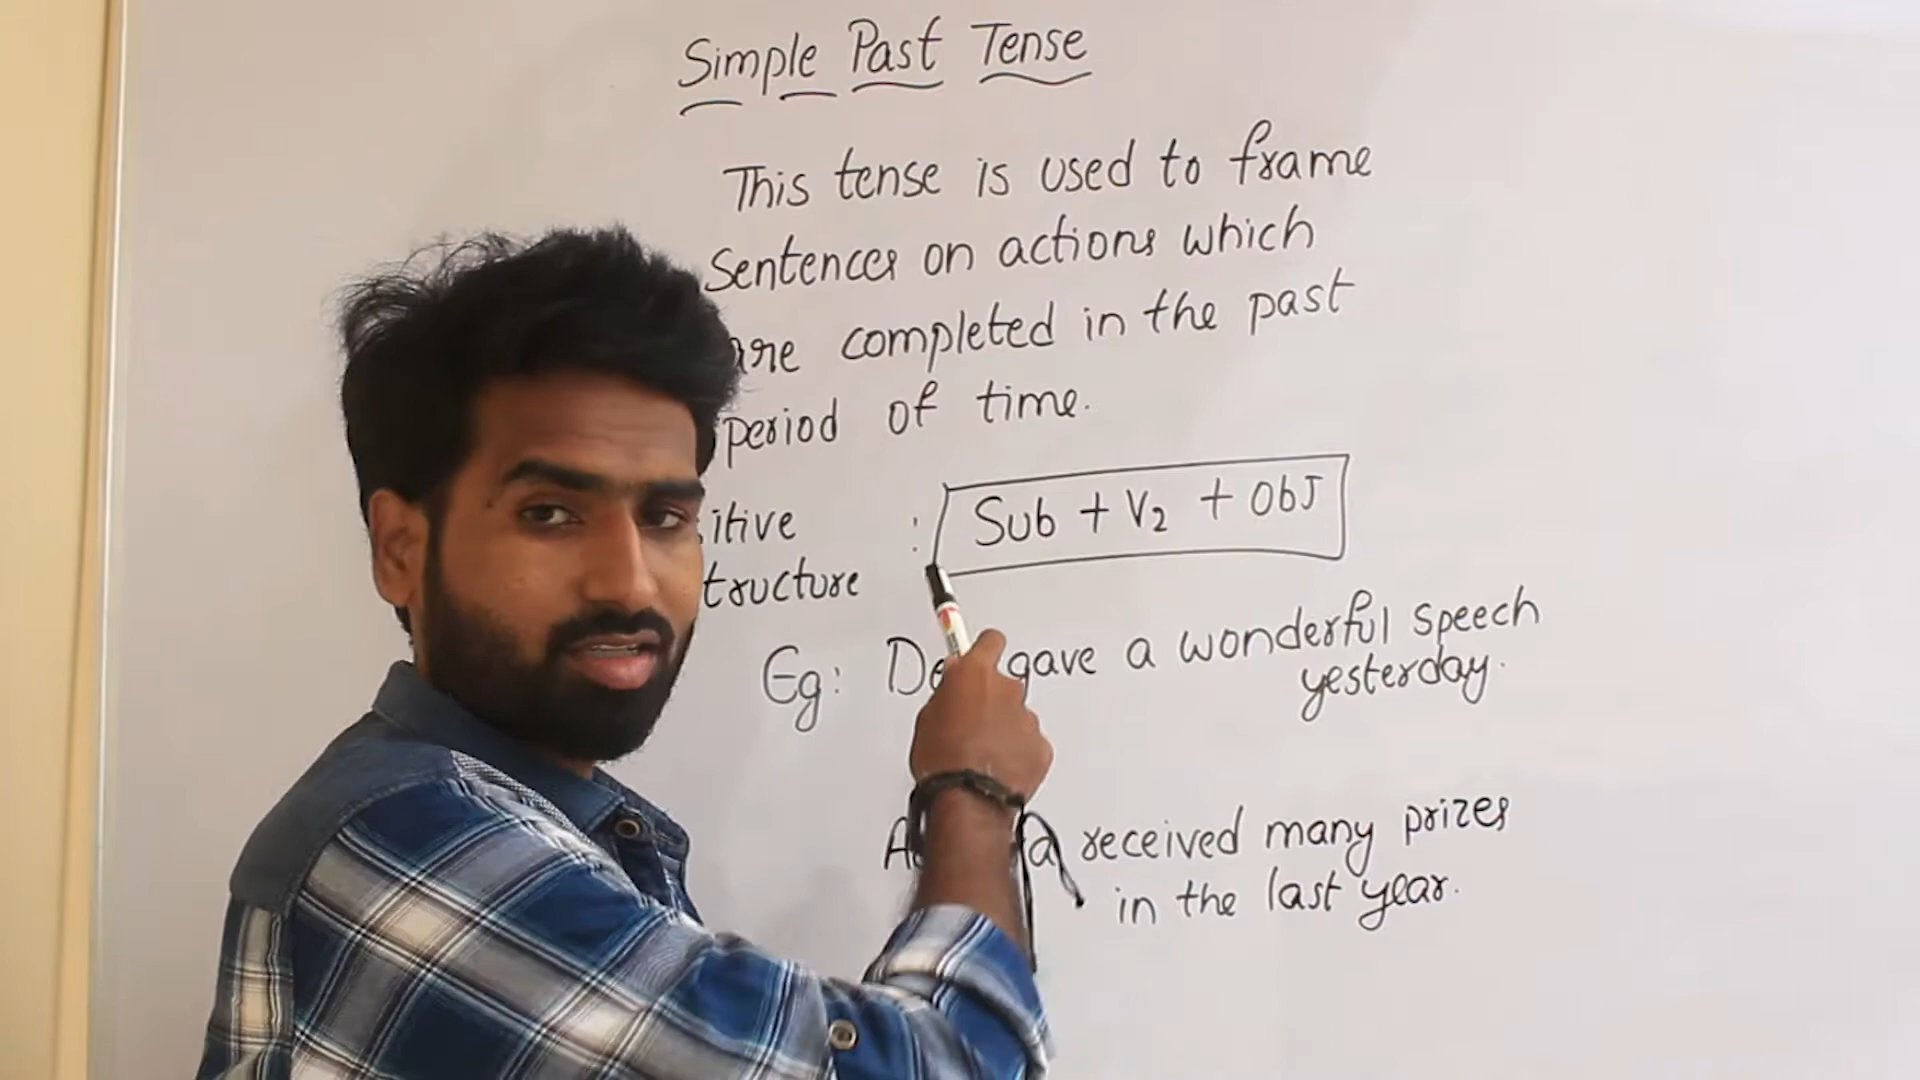 Simple Past Tense
This tense is used to frame
Sentences on actions which
are completed in the past
period of time.
itive : Sub + V2 + Obj
tructure
Eg: gave a wonderful speech
yesterday.
received many prizes
in the last year.